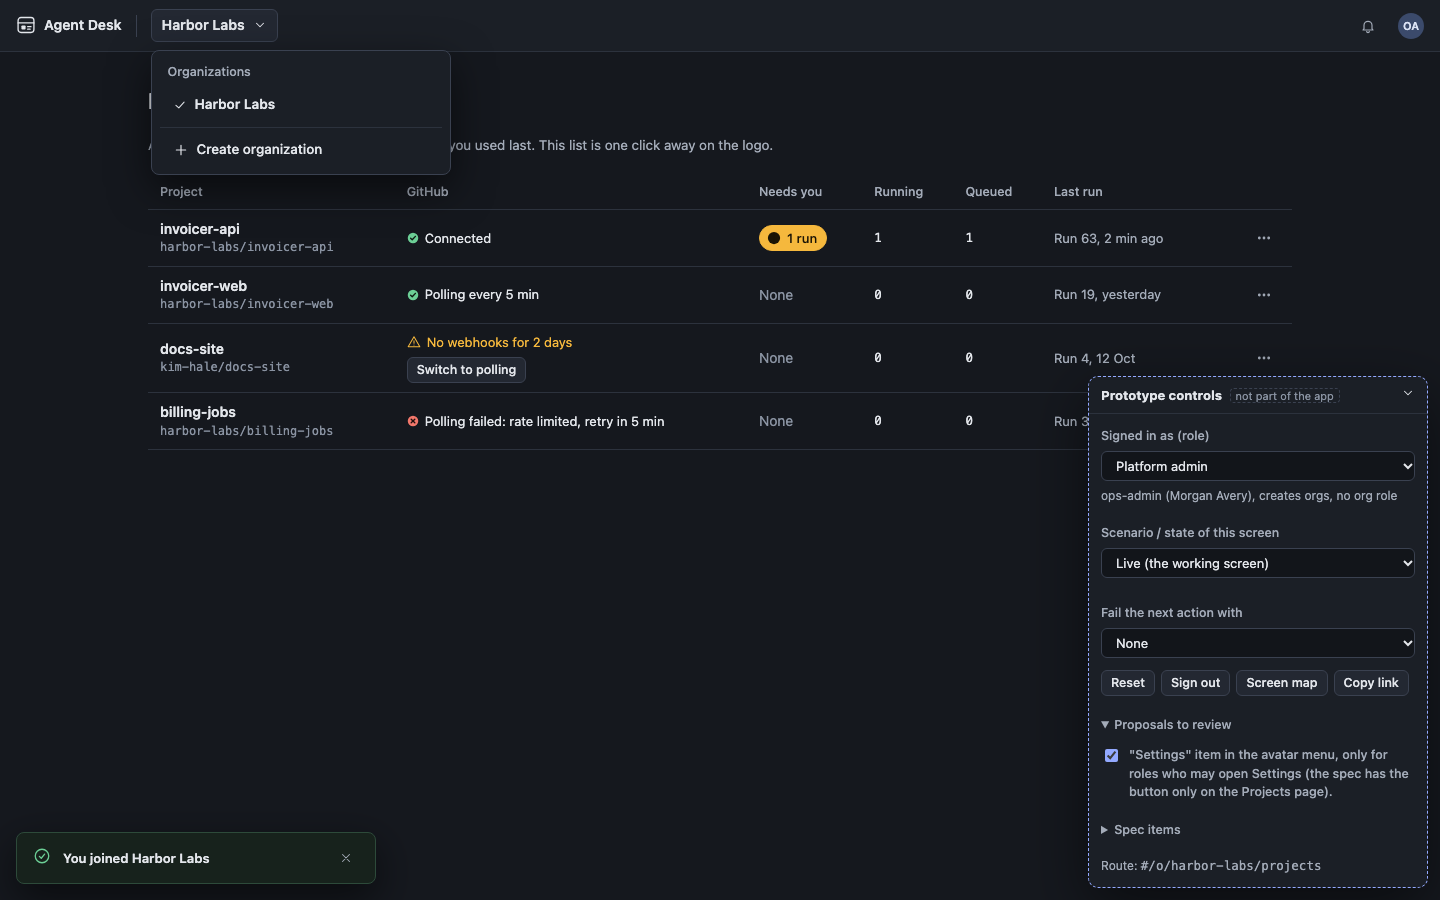 Agent Desk
Harbor Labs
OA
Organizations
Harbor Labs
Create organization
you used last. This list is one click away on the logo.
Project
GitHub
Needs you
Running
Queued
Last run
invoicer-api
harbor-labs/invoicer-api
Connected
1 run
1
1
Run 63, 2 min ago
invoicer-web
harbor-labs/invoicer-web
Polling every 5 min
None
0
0
Run 19, yesterday
docs-site
kim-hale/docs-site
No webhooks for 2 days
Switch to polling
None
0
0
Run 4, 12 Oct
billing-jobs
harbor-labs/billing-jobs
Polling failed: rate limited, retry in 5 min
None
0
0
Run 3
Prototype controls
not part of the app
Signed in as (role)
Platform admin
ops-admin (Morgan Avery), creates orgs, no org role
Scenario / state of this screen
Live (the working screen)
Fail the next action with
None
Reset
Sign out
Screen map
Copy link
Proposals to review
"Settings" item in the avatar menu, only for
roles who may open Settings (the spec has the
button only on the Projects page).
Spec items
Route: #/o/harbor-labs/projects
You joined Harbor Labs